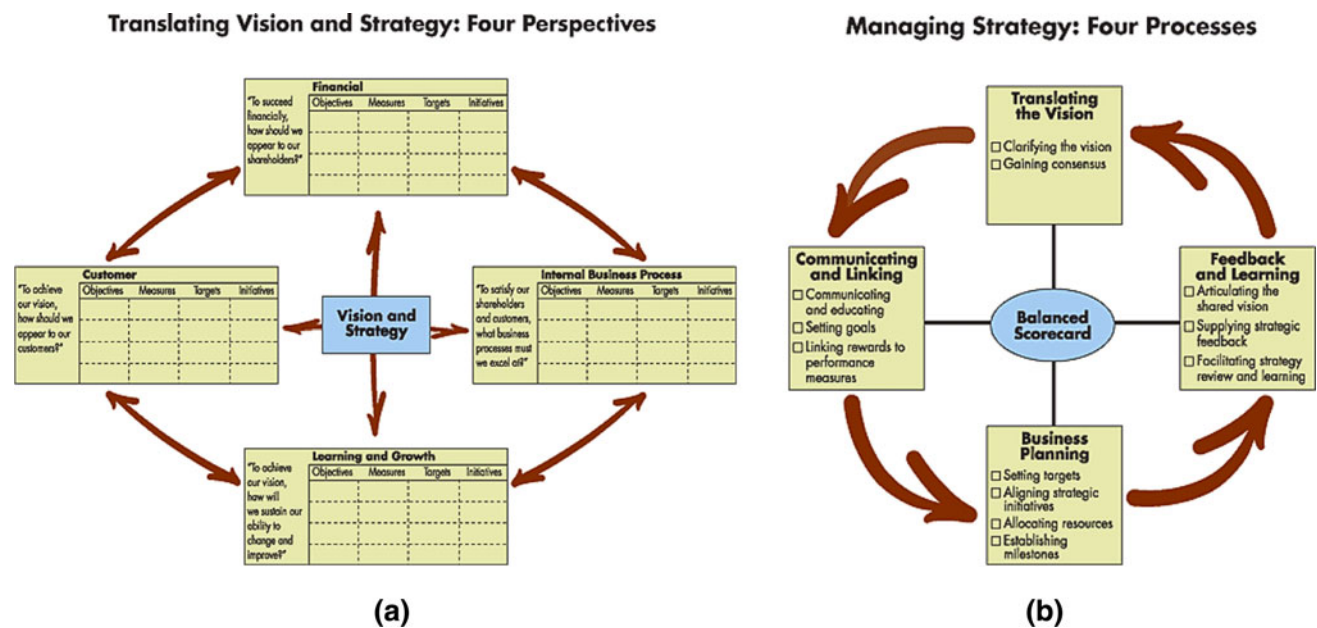 Translating Vision and Strategy: Four Perspectives
Financial
"To succeed
financially,
how should we
appear to our
shareholders?"
Objectives Measures Targets Initiatives
Customer
"To achieve
our vision,
how should we
appear to our
customers?"
Objectives Measures Targets Initiatives
Vision and
Strategy
Internal Business Process
"To satisfy our
shareholders
and customers,
what business
processes must
we excel at?"
Objectives Measures Targets Initiatives
Learning and Growth
"To achieve
our vision,
how will
we sustain our
ability to
change and
improve?"
Objectives Measures Targets Initiatives
(a)
Managing Strategy: Four Processes
Translating
the Vision
Clarifying the vision
Gaining consensus
Communicating
and Linking
Communicating
and educating
Setting goals
Linking rewards to
performance
measures
Balanced
Scorecard
Feedback
and Learning
Articulating the
shared vision
Supplying strategic
feedback
Facilitating strategy
review and learning
Business
Planning
Setting targets
Aligning strategic
initiatives
Allocating resources
Establishing
milestones
(b)